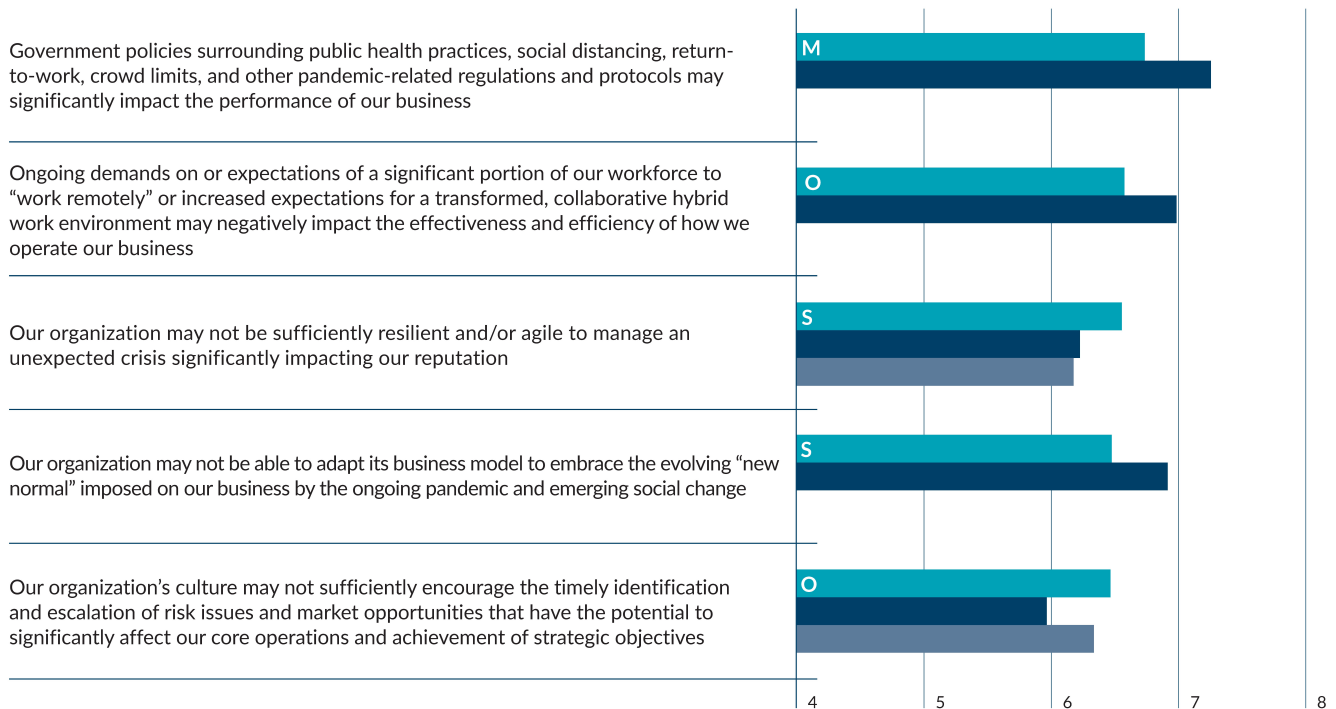 Government policies surrounding public health practices, social distancing, return-
to-work, crowd limits, and other pandemic-related regulations and protocols may
significantly impact the performance of our business
M
Ongoing demands on or expectations of a significant portion of our workforce to
“work remotely” or increased expectations for a transformed, collaborative hybrid
work environment may negatively impact the effectiveness and efficiency of how we
operate our business
O
Our organization may not be sufficiently resilient and/or agile to manage an
unexpected crisis significantly impacting our reputation
S
Our organization may not be able to adapt its business model to embrace the evolving “new
normal” imposed on our business by the ongoing pandemic and emerging social change
S
Our organization’s culture may not sufficiently encourage the timely identification
and escalation of risk issues and market opportunities that have the potential to
significantly affect our core operations and achievement of strategic objectives
O
4 5 6 7 8